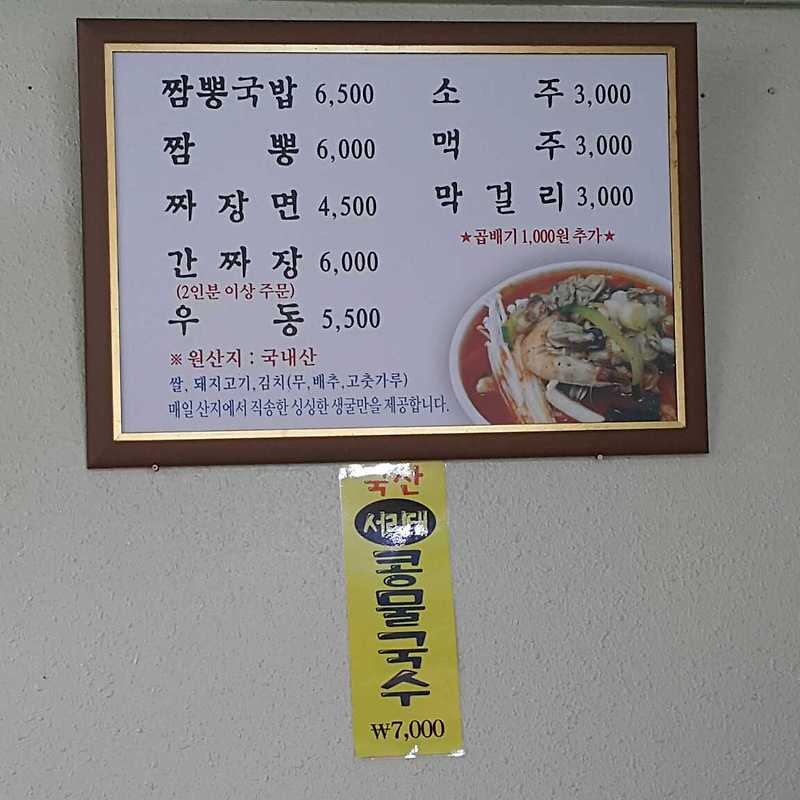 짬뽕국밥 6,500
짬 뽕 6,000
짜 장 면 4,500
간 짜 장 6,000
(2인분 이상 주문)
우 동 5,500
※ 원산지 : 국내산
쌀, 돼지고기, 김치(무, 배추, 고춧가루)
매일 산지에서 직송한 싱싱한 생굴만을 제공합니다.
소 주 3,000
맥 주 3,000
막 걸 리 3,000
★곱배기 1,000원 추가★
국산
서리태
콩물국수
₩7,000